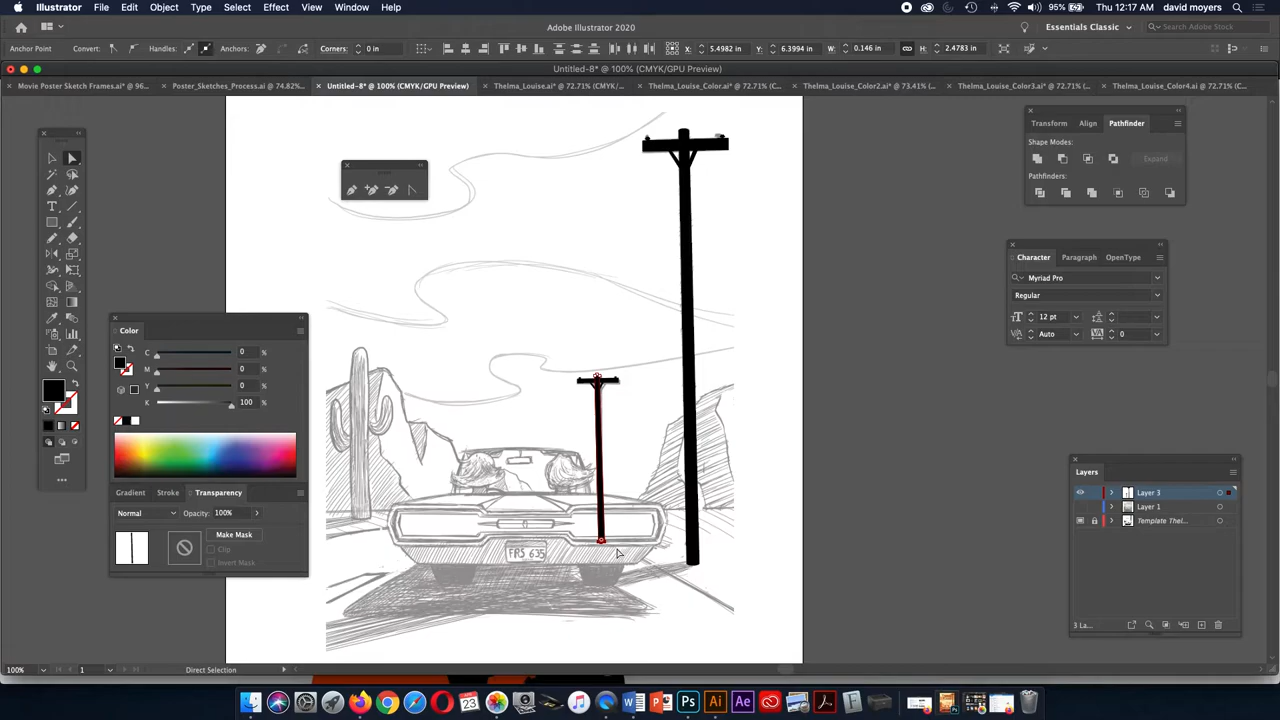 Illustrator File Edit Object Type Select Effect View Window Help 95% Thu 12:17 AM david moyers
Adobe Illustrator 2020 Essentials Classic Search Adobe Stock
Anchor Point Convert: Handles: Anchors: Corners: 0 in X: 5.4982 in Y: 6.3994 in W: 0.146 in H: 2.4783 in
Untitled-8* @ 100% (CMYK/GPU Preview)
Movie Poster Sketch Frames.ai* @ 96... Poster_Sketches_Process.ai @ 74.82%... Untitled-8* @ 100% (CMYK/GPU Preview) Thelma_Louise.ai* @ 72.71% (CMYK/... Thelma_Louise_Color.ai* @ 72.71% (C... Thelma_Louise_Color2.ai* @ 73.41% (... Thelma_Louise_Color3.ai* @ 72.71% (... Thelma_Louise_Color4.ai @ 72.71% (C...
Transform Align Pathfinder
Shape Modes:
Expand
Pathfinders:
Character Paragraph OpenType
Myriad Pro
Regular
12 pt
Auto 0
Color
C 0 %
M 0 %
Y 0 %
K 100 %
Gradient Stroke Transparency
Normal Opacity: 100%
Make Mask
Clip
Invert Mask
FRS 635
Layers
Layer 3
Layer 1
Template Thel...
3 La...
100% 1 Direct Selection
JUL
23
W P Ps Ai Ae